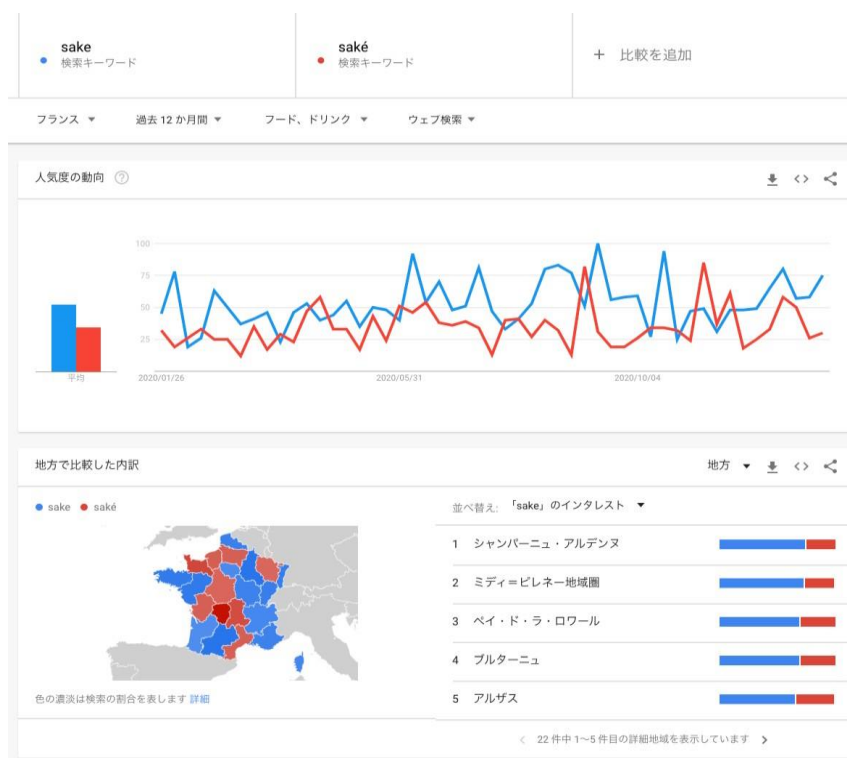 sake
検索キーワード
saké
検索キーワード
+ 比較を追加
フランス
過去 12 か月間
フード、ドリンク
ウェブ検索
人気度の動向
100
75
50
25
平均
2020/01/26
2020/05/31
2020/10/04
地方で比較した内訳
地方
sake saké
並べ替え: 「sake」のインタレスト
1 シャンパーニュ・アルデンヌ
2 ミディ=ピレネー地域圏
3 ペイ・ド・ラ・ロワール
4 ブルターニュ
5 アルザス
色の濃淡は検索の割合を表します 詳細
22 件中 1～5 件目の詳細地域を表示しています